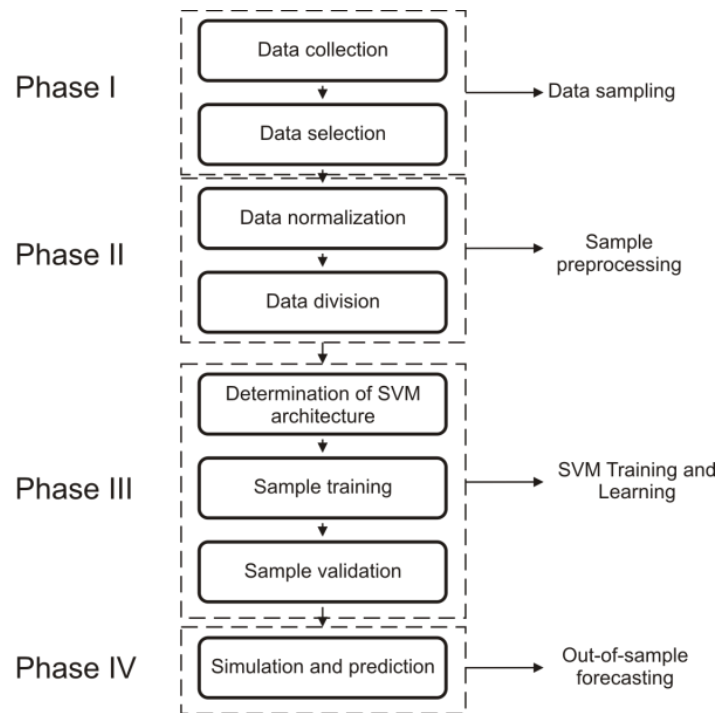 Phase I
Data collection
Data selection
Data sampling
Phase II
Data normalization
Data division
Sample
preprocessing
Phase III
Determination of SVM
architecture
Sample training
Sample validation
SVM Training and
Learning
Phase IV
Simulation and prediction
Out-of-sample
forecasting